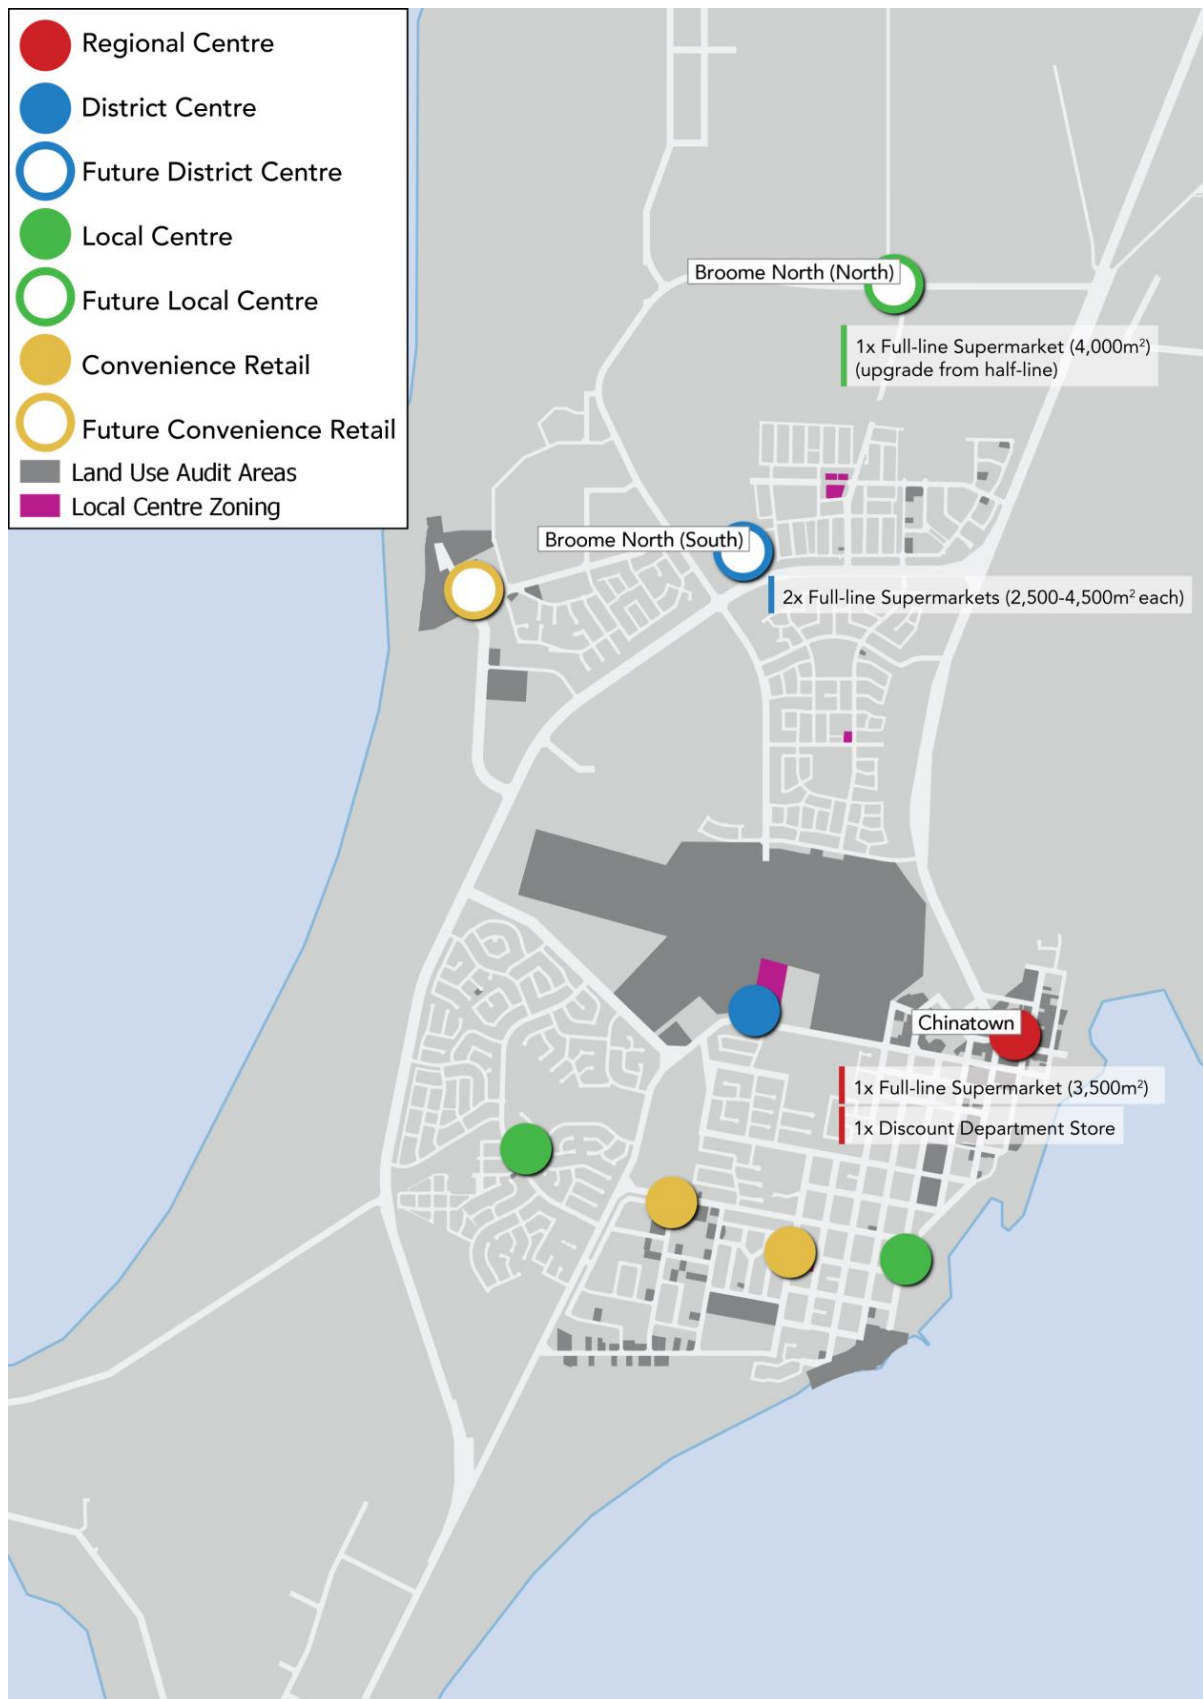 Regional Centre
District Centre
Future District Centre
Local Centre
Future Local Centre
Convenience Retail
Future Convenience Retail
Land Use Audit Areas
Local Centre Zoning
Broome North (North)
1x Full-line Supermarket (4,000m²)
(upgrade from half-line)
Broome North (South)
2x Full-line Supermarkets (2,500-4,500m² each)
Chinatown
1x Full-line Supermarket (3,500m²)
1x Discount Department Store